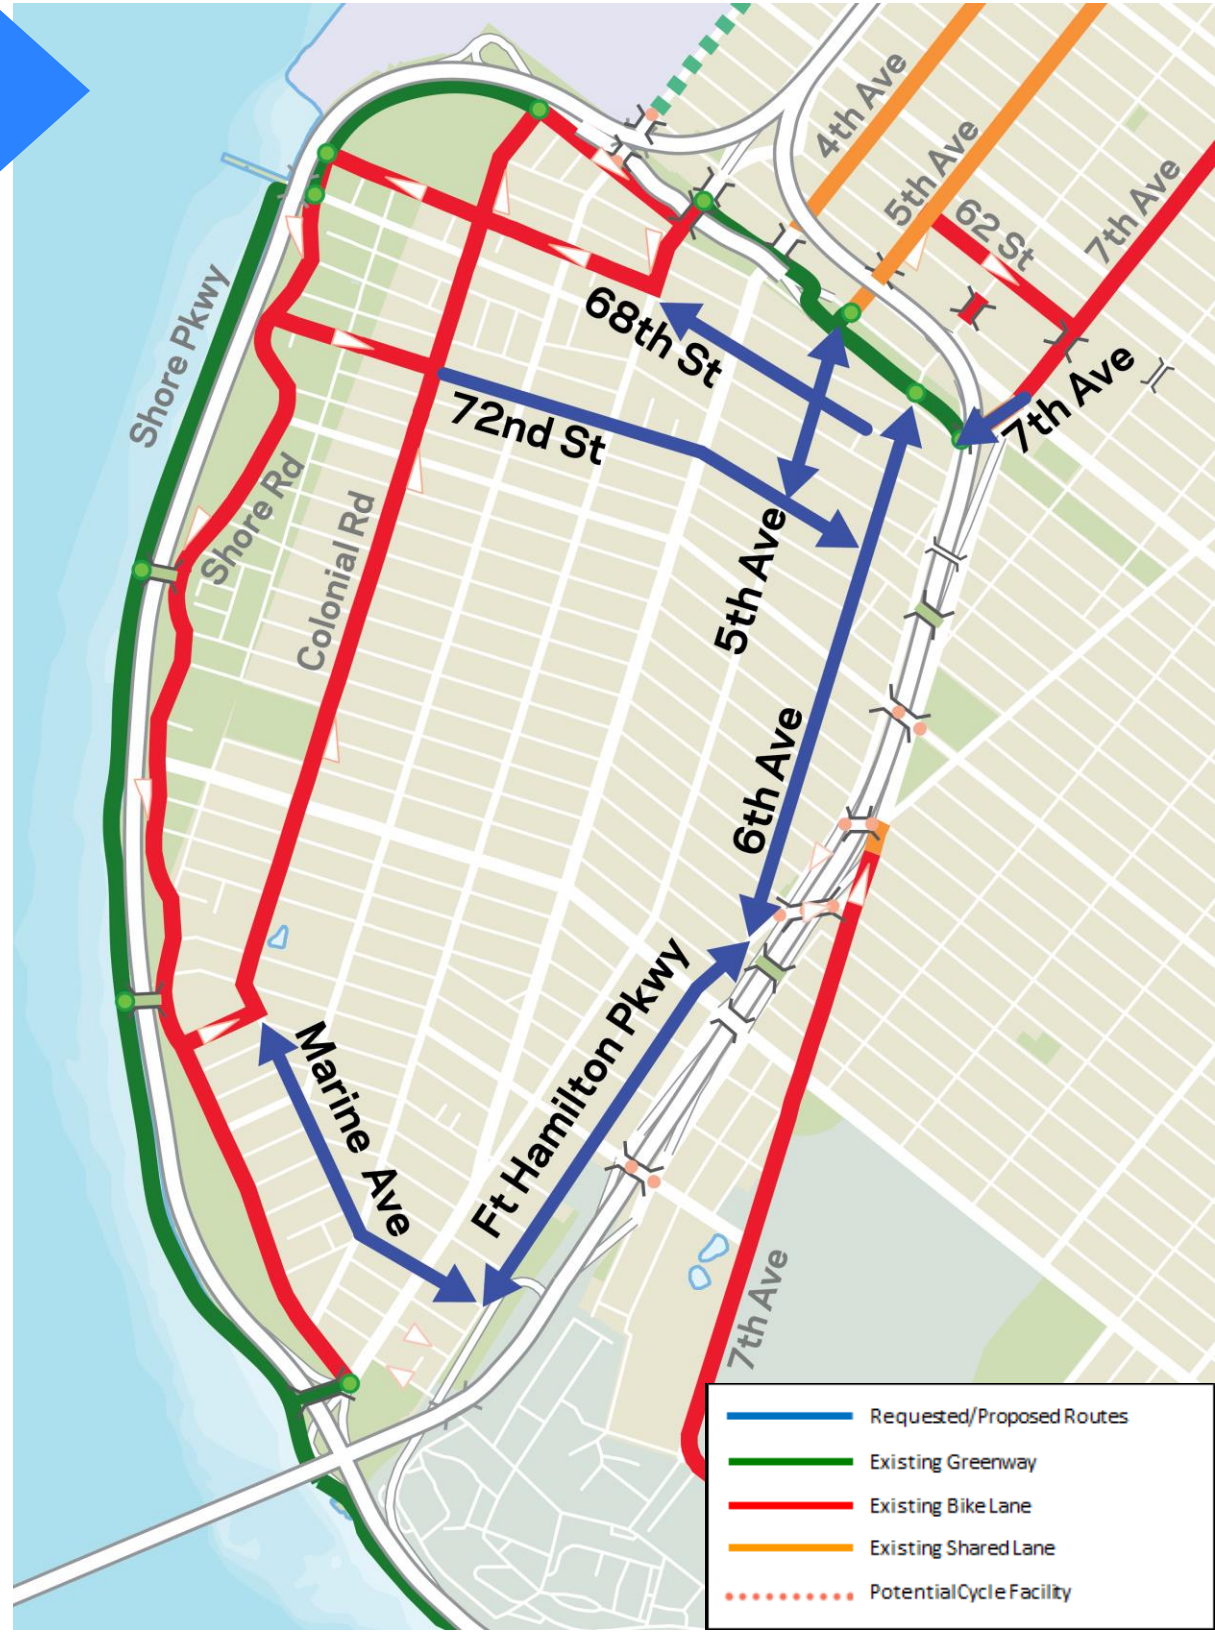 4th Ave
5th Ave
62 St
7th Ave
Shore Pkwy
68th St
7th Ave
72nd St
Shore Rd
Colonial Rd
5th Ave
6th Ave
Ft Hamilton Pkwy
Marine Ave
7th Ave
Requested/Proposed Routes
Existing Greenway
Existing Bike Lane
Existing Shared Lane
Potential Cycle Facility